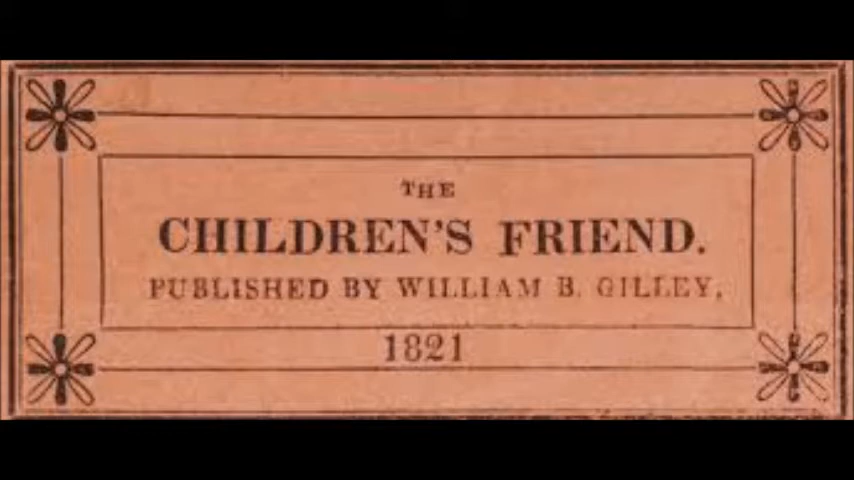 THE
CHILDREN'S FRIEND.
PUBLISHED BY WILLIAM B. GILLEY,
1821